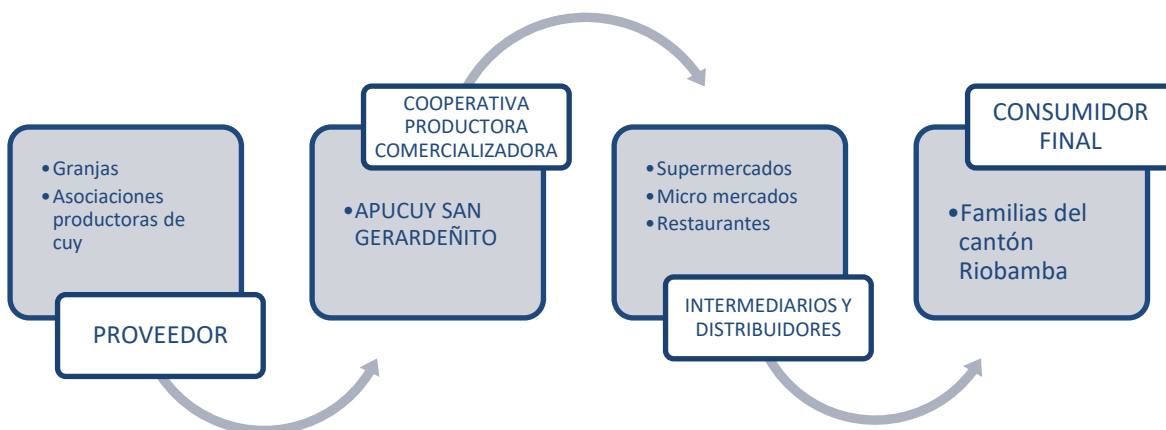 •Granjas
•Asociaciones
productoras de
cuy
PROVEEDOR
COOPERATIVA
PRODUCTORA
COMERCIALIZADORA
•APUCUY SAN
GERARDEÑITO
•Supermercados
•Micro mercados
•Restaurantes
INTERMEDIARIOS Y
DISTRIBUIDORES
CONSUMIDOR
FINAL
•Familias del
cantón
Riobamba